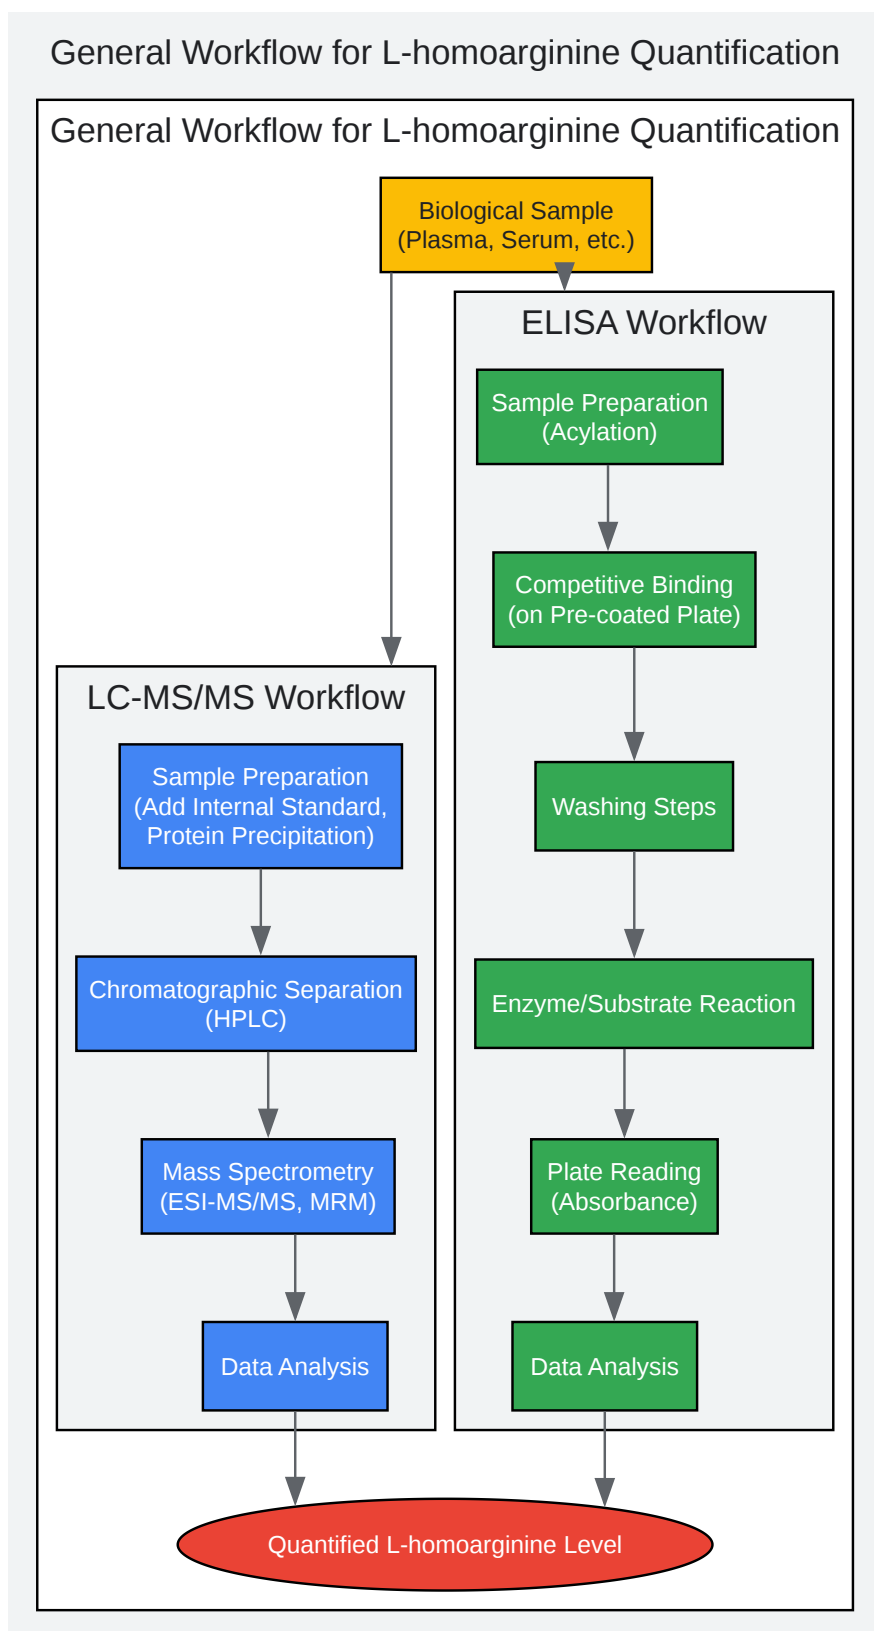 General Workflow for L-homoarginine Quantification
General Workflow for L-homoarginine Quantification
Biological Sample
(Plasma, Serum, etc.)
ELISA Workflow
Sample Preparation
(Acylation)
Competitive Binding
(on Pre-coated Plate)
Washing Steps
Enzyme/Substrate Reaction
Plate Reading
(Absorbance)
Data Analysis
LC-MS/MS Workflow
Sample Preparation
(Add Internal Standard,
Protein Precipitation)
Chromatographic Separation
(HPLC)
Mass Spectrometry
(ESI-MS/MS, MRM)
Data Analysis
Quantified L-homoarginine Level